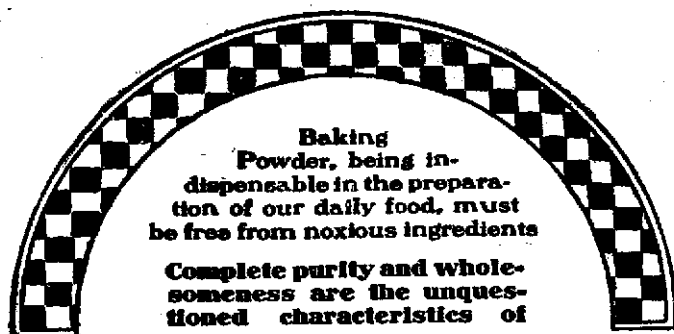 Baking
Powder, being in-
dispensable in the prepara-
tion of our daily food, must
be free from noxious ingredients
Complete purity and whole-
someness are the unques-
tioned characteristics of